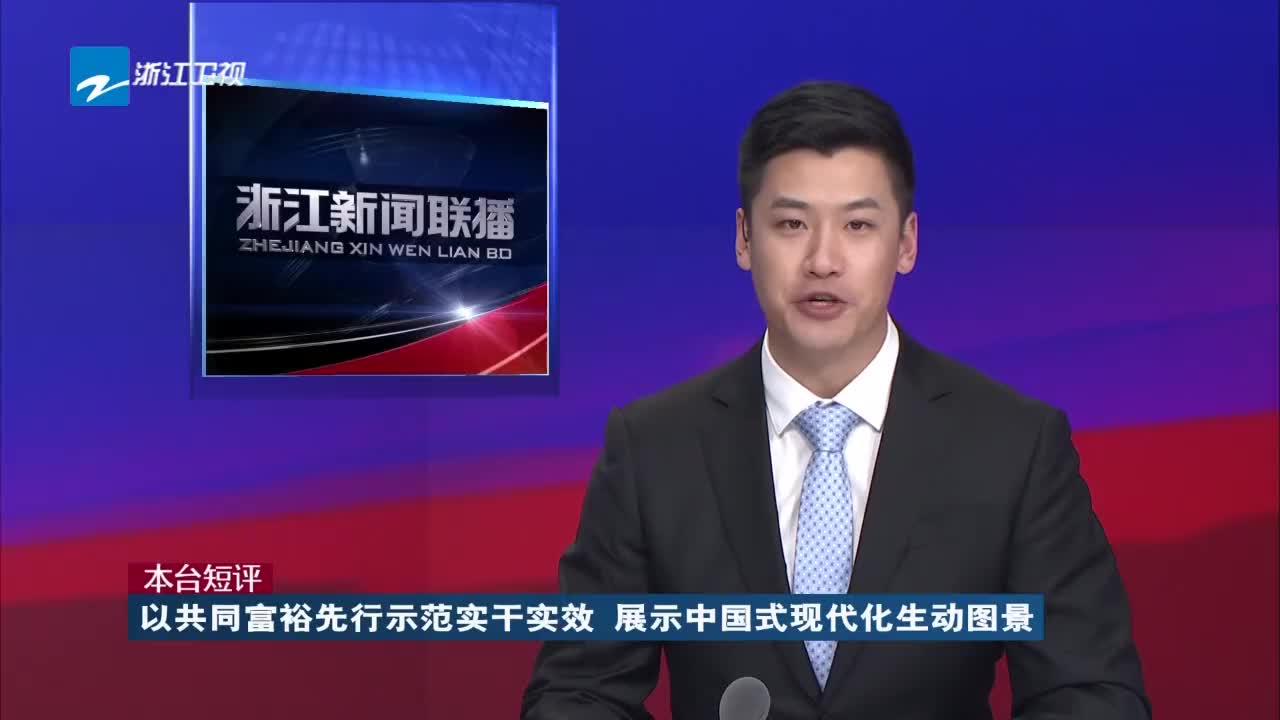 浙江卫视
浙江新闻联播
ZHEJIANG XIN WEN LIAN BO
本台短评
以共同富裕先行示范实干实效 展示中国式现代化生动图景